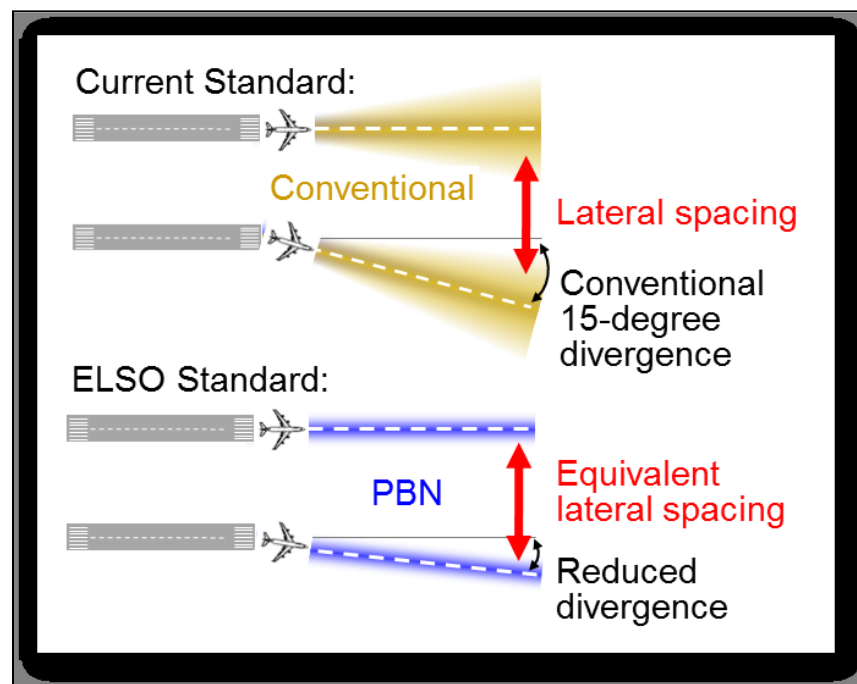 Current Standard:
Conventional
Lateral spacing
Conventional
15-degree
divergence
ELSO Standard:
PBN
Equivalent
lateral spacing
Reduced
divergence